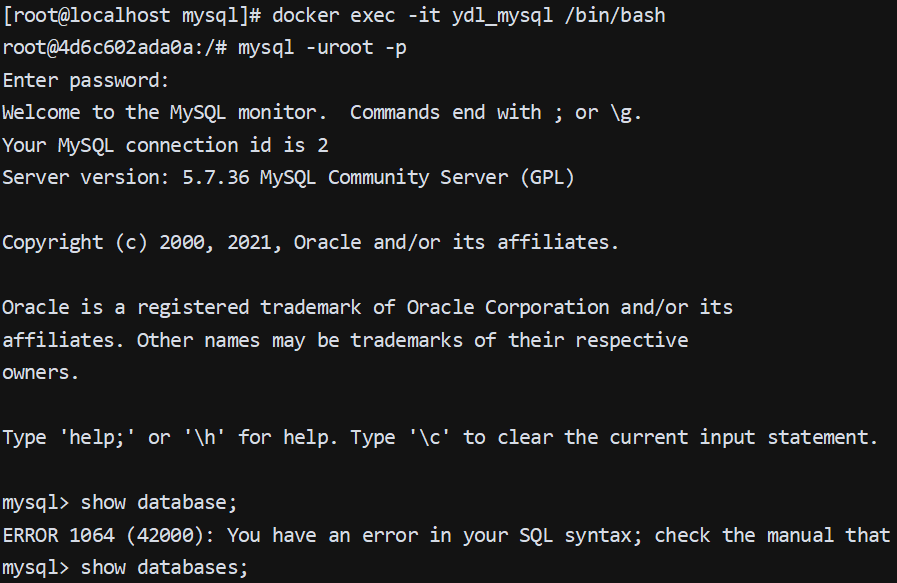 [root@localhost mysql]# docker exec -it ydl_mysql /bin/bash
root@4d6c602ada0a:/# mysql -uroot -p
Enter password:
Welcome to the MySQL monitor.  Commands end with ; or \g.
Your MySQL connection id is 2
Server version: 5.7.36 MySQL Community Server (GPL)
Copyright (c) 2000, 2021, Oracle and/or its affiliates.
Oracle is a registered trademark of Oracle Corporation and/or its
affiliates. Other names may be trademarks of their respective
owners.
Type 'help;' or '\h' for help. Type '\c' to clear the current input statement.
mysql> show database;
ERROR 1064 (42000): You have an error in your SQL syntax; check the manual that
mysql> show databases;